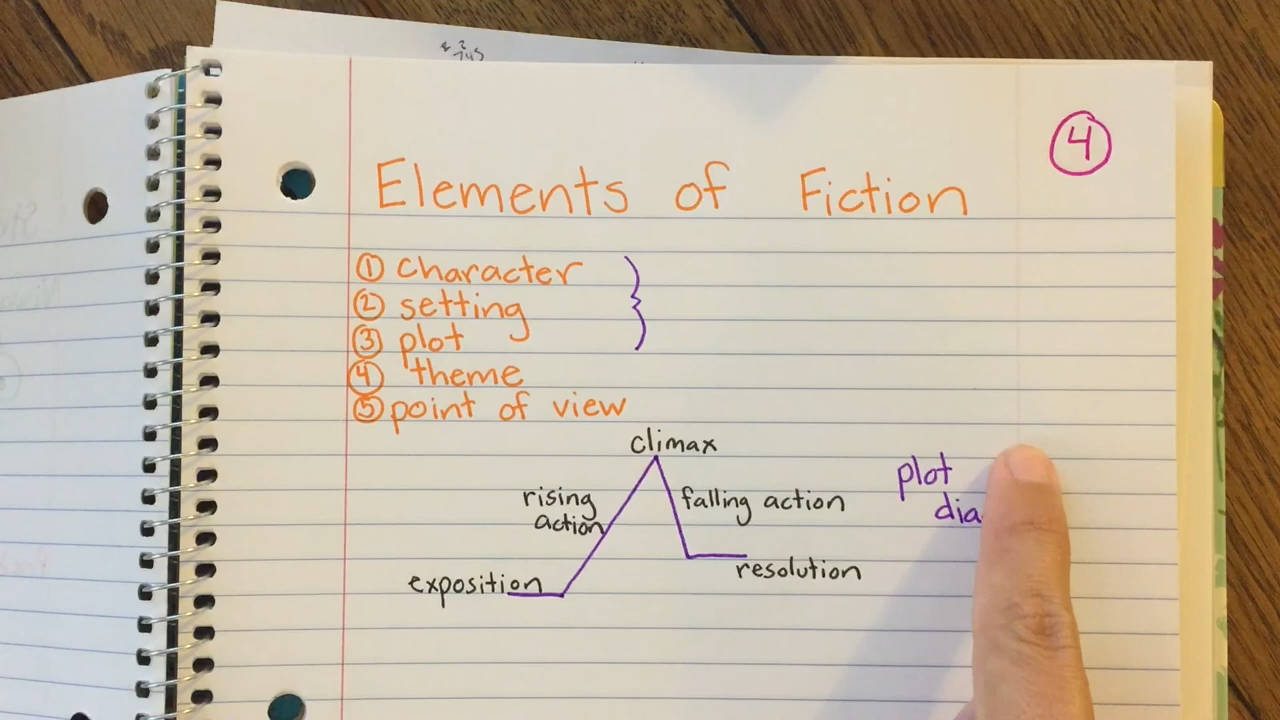 4
Elements of Fiction
① character
② setting
③ plot
④ theme
⑤ point of view
climax
rising
action
falling action
plot
exposition
resolution